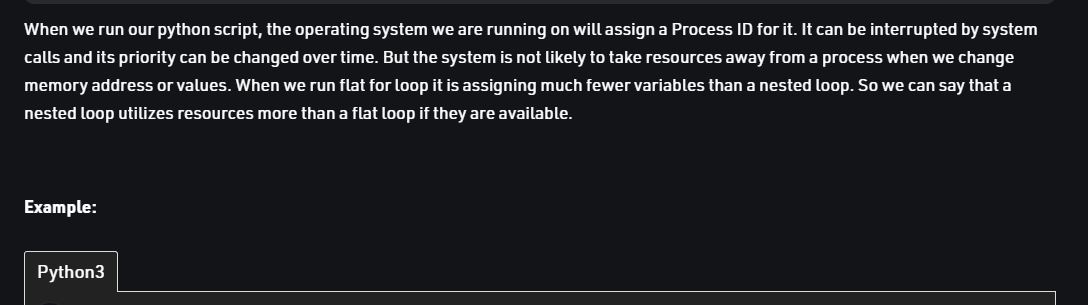 When we run our python script, the operating system we are running on will assign a Process ID for it. It can be interrupted by system
calls and its priority can be changed over time. But the system is not likely to take resources away from a process when we change
memory address or values. When we run flat for loop it is assigning much fewer variables than a nested loop. So we can say that a
nested loop utilizes resources more than a flat loop if they are available.
Example:
Python3